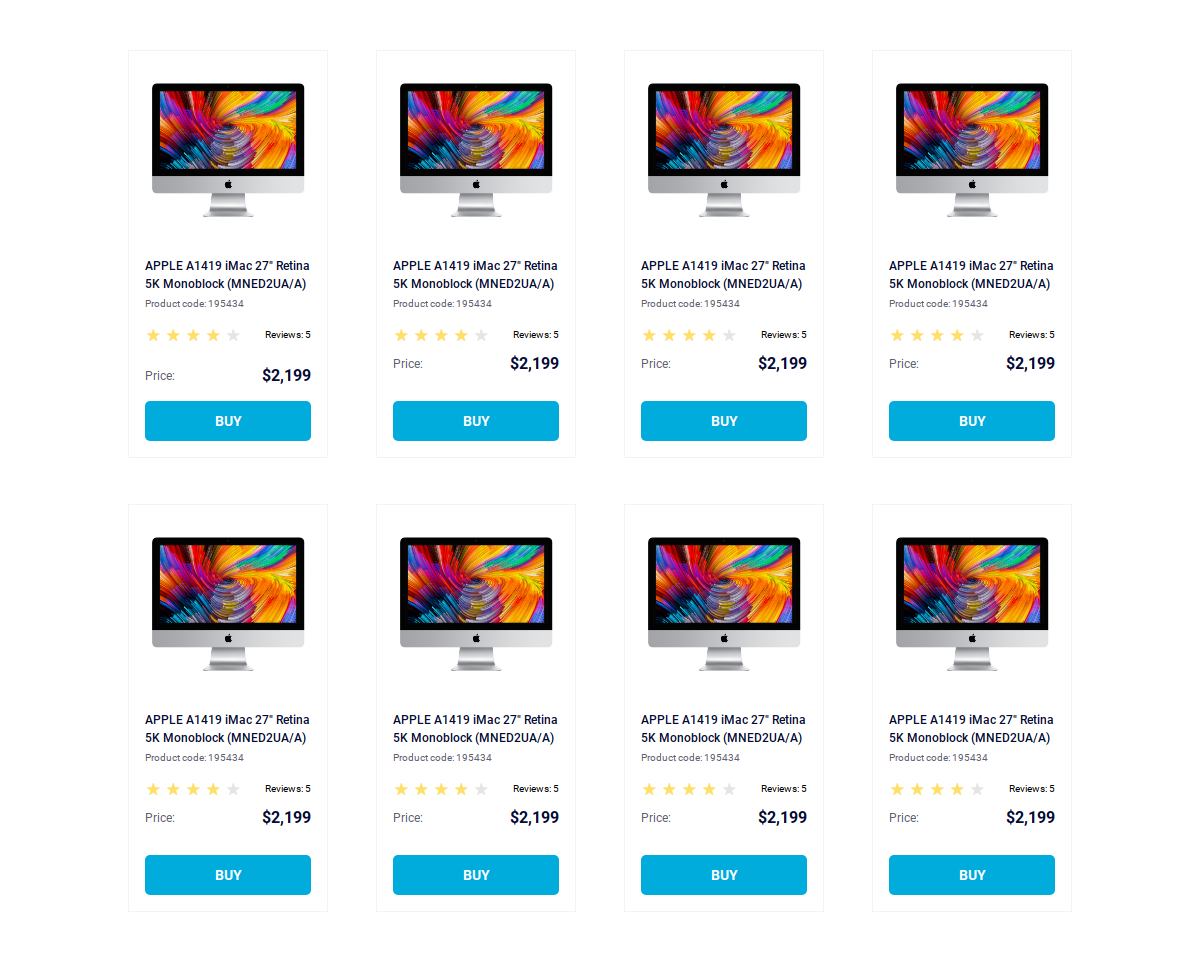 APPLE A1419 iMac 27" Retina
5K Monoblock (MNED2UA/A)
Product code: 195434
Reviews: 5
Price: $2,199
BUY
APPLE A1419 iMac 27" Retina
5K Monoblock (MNED2UA/A)
Product code: 195434
Reviews: 5
Price: $2,199
BUY
APPLE A1419 iMac 27" Retina
5K Monoblock (MNED2UA/A)
Product code: 195434
Reviews: 5
Price: $2,199
BUY
APPLE A1419 iMac 27" Retina
5K Monoblock (MNED2UA/A)
Product code: 195434
Reviews: 5
Price: $2,199
BUY
APPLE A1419 iMac 27" Retina
5K Monoblock (MNED2UA/A)
Product code: 195434
Reviews: 5
Price: $2,199
BUY
APPLE A1419 iMac 27" Retina
5K Monoblock (MNED2UA/A)
Product code: 195434
Reviews: 5
Price: $2,199
BUY
APPLE A1419 iMac 27" Retina
5K Monoblock (MNED2UA/A)
Product code: 195434
Reviews: 5
Price: $2,199
BUY
APPLE A1419 iMac 27" Retina
5K Monoblock (MNED2UA/A)
Product code: 195434
Reviews: 5
Price: $2,199
BUY